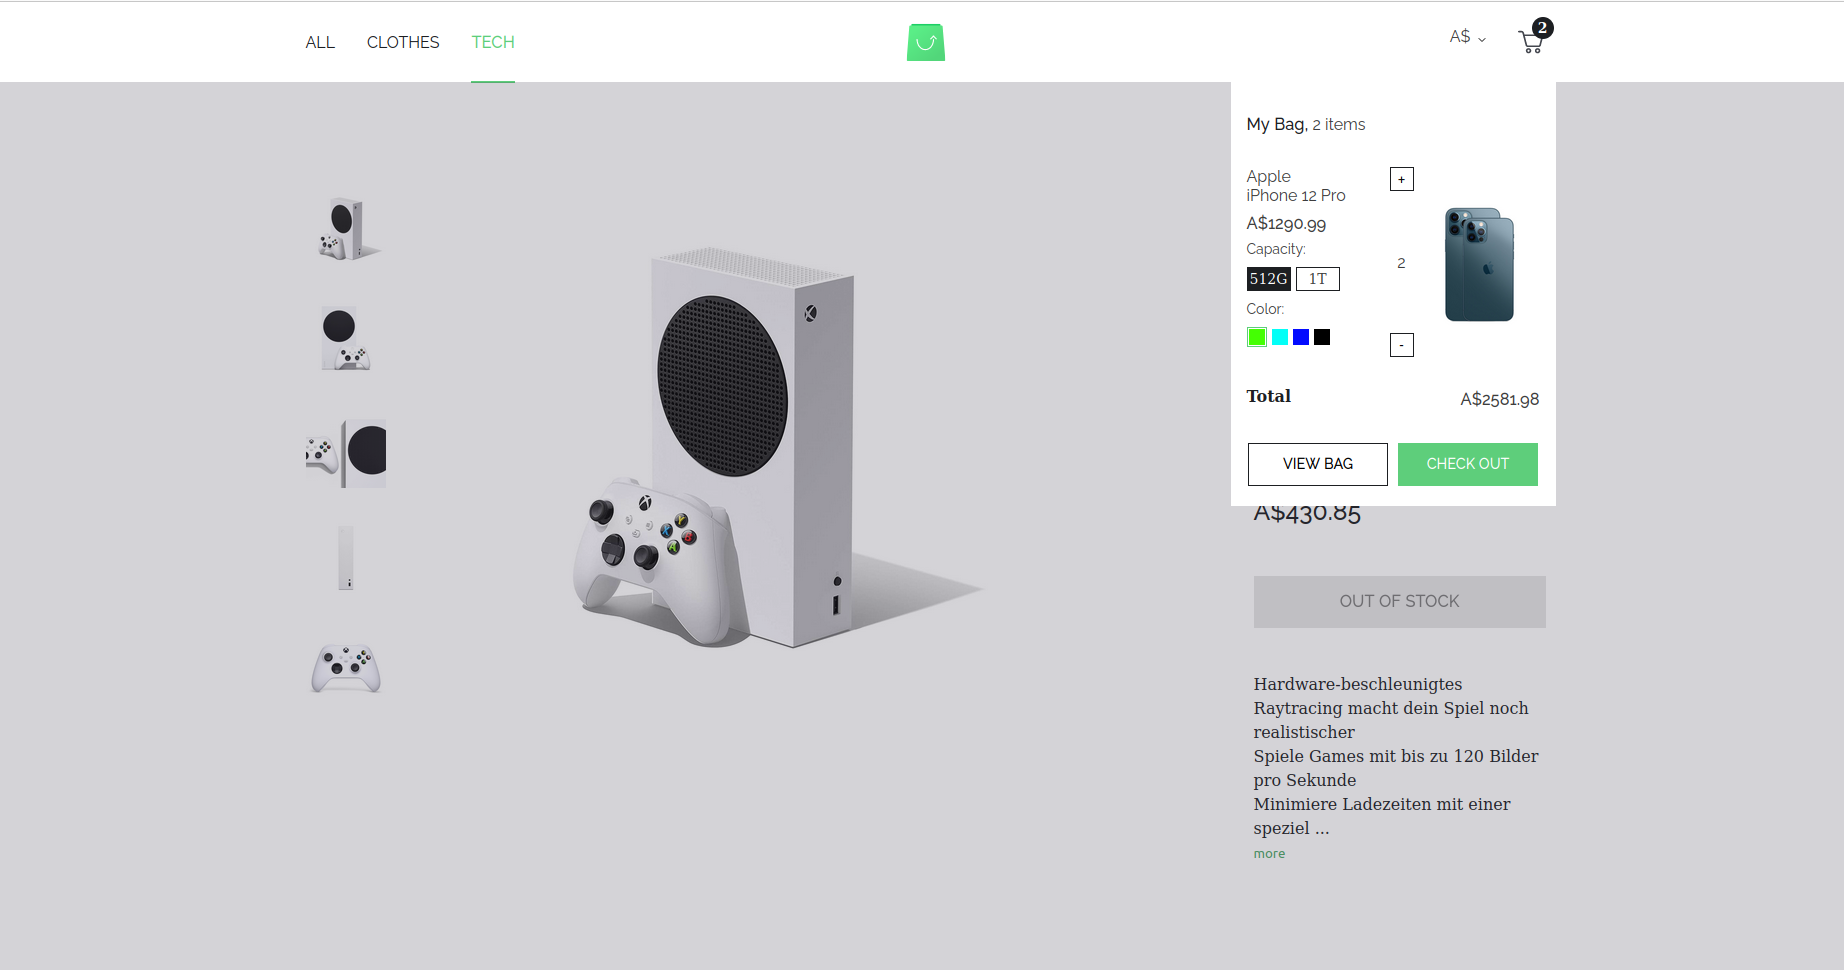 ALL CLOTHES TECH
A$
2
My Bag, 2 items
Apple
iPhone 12 Pro
A$1290.99
Capacity:
512G 1T
Color:
+
2
-
Total A$2581.98
VIEW BAG CHECK OUT
A$430.85
OUT OF STOCK
Hardware-beschleunigtes
Raytracing macht dein Spiel noch
realistischer
Spiele Games mit bis zu 120 Bilder
pro Sekunde
Minimiere Ladezeiten mit einer
speziel ...
more